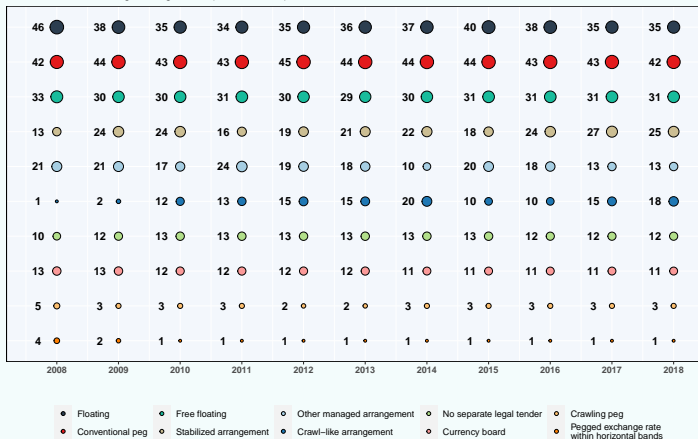 46 38 35 34 35 36 37 40 38 35 35
42 44 43 43 45 44 44 44 43 43 42
33 30 30 31 30 29 30 31 31 31 31
13 24 24 16 19 21 22 18 24 27 25
21 21 17 24 19 18 10 20 18 13 13
1 2 12 13 15 15 20 10 10 15 18
10 12 13 13 13 13 13 13 12 12 12
13 13 12 12 12 12 11 11 11 11 11
5 3 3 3 2 2 3 3 3 3 3
4 2 1 1 1 1 1 1 1 1 1
2008 2009 2010 2011 2012 2013 2014 2015 2016 2017 2018
Floating Free floating Other managed arrangement No separate legal tender Crawling peg
Conventional peg Stabilized arrangement Crawl–like arrangement Currency board Pegged exchange rate
within horizontal bands